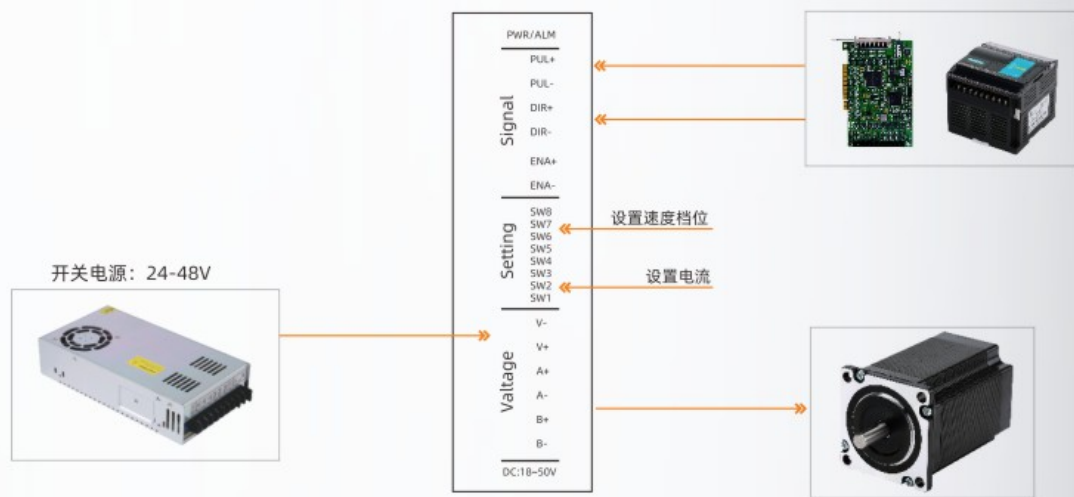 PWR/ALM
PUL+
PUL-
DIR+
DIR-
ENA+
ENA-
Signal
SW8
SW7
SW6
SW5
SW4
SW3
SW2
SW1
Setting
设置速度档位
设置电流
开关电源：24-48V
V-
V+
A+
A-
B+
B-
Valtage
DC:18~50V